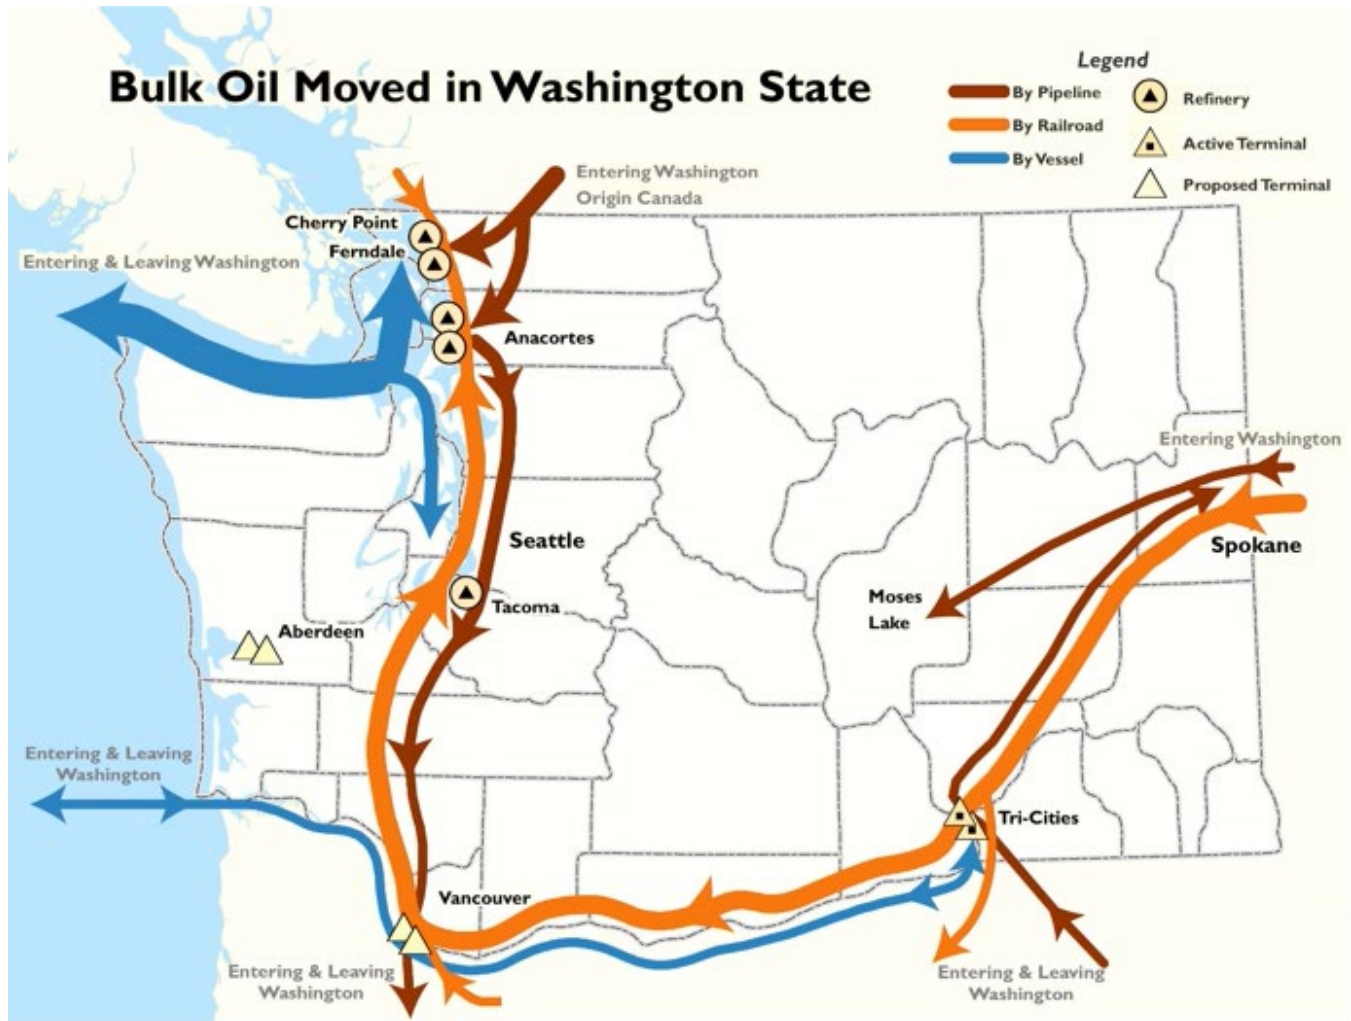 Bulk Oil Moved in Washington State
Legend
By Pipeline
By Railroad
By Vessel
Refinery
Active Terminal
Proposed Terminal
Entering Washington
Origin Canada
Cherry Point
Ferndale
Entering & Leaving Washington
Anacortes
Entering Washington
Seattle
Spokane
Moses
Lake
Tacoma
Aberdeen
Entering & Leaving
Washington
Tri-Cities
Vancouver
Entering & Leaving
Washington
Entering & Leaving
Washington